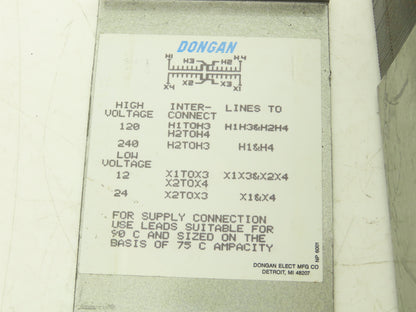 DONGAN
H1 H3 H2 H4
X4 X2 X3 X1
HIGH VOLTAGE INTER-CONNECT LINES TO
120 H1TOH3 H2TOH4 H1H3&H2H4
240 H2TOH3 H1&H4
LOW VOLTAGE
12 X1TOX3 X2TOX4 X1X3&X2X4
24 X2TOX3 X1&X4
FOR SUPPLY CONNECTION
USE LEADS SUITABLE FOR
90 C AND SIZED ON THE
BASIS OF 75 C AMPACITY
NP 6001
DONGAN ELECT MFG CO
DETROIT, MI 48207